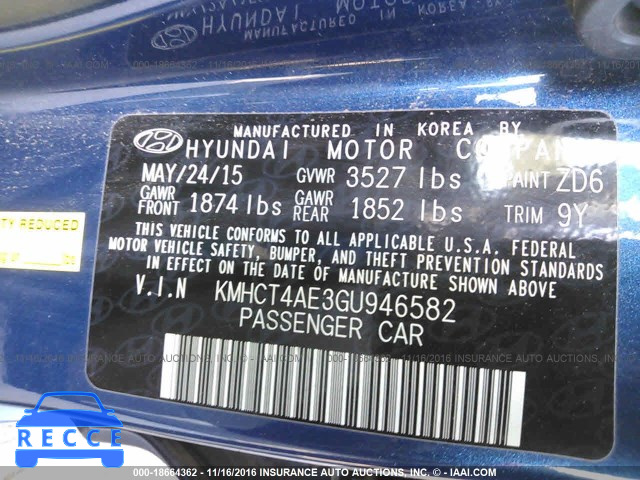 HYUNDAI MOTOR
MANUFACTURED IN KOREA BY
HYUNDAI MOTOR COMPANY
MAY/24/15 GVWR 3527 lbs PAINT ZD6
GAWR FRONT 1874 lbs GAWR REAR 1852 lbs TRIM 9Y
THIS VEHICLE CONFORMS TO ALL APPLICABLE U.S.A. FEDERAL
MOTOR VEHICLE SAFETY, BUMPER, AND THEFT PREVENTION STANDARDS
IN EFFECT ON THE DATE OF MANUFACTURE SHOWN ABOVE
V.I.N KMHCT4AE3GU946582
PASSENGER CAR
REDUCED
lbs
RECCE
000-18664362 - 11/16/2016 INSURANCE AUTO AUCTIONS, INC. © - IAAI.COM